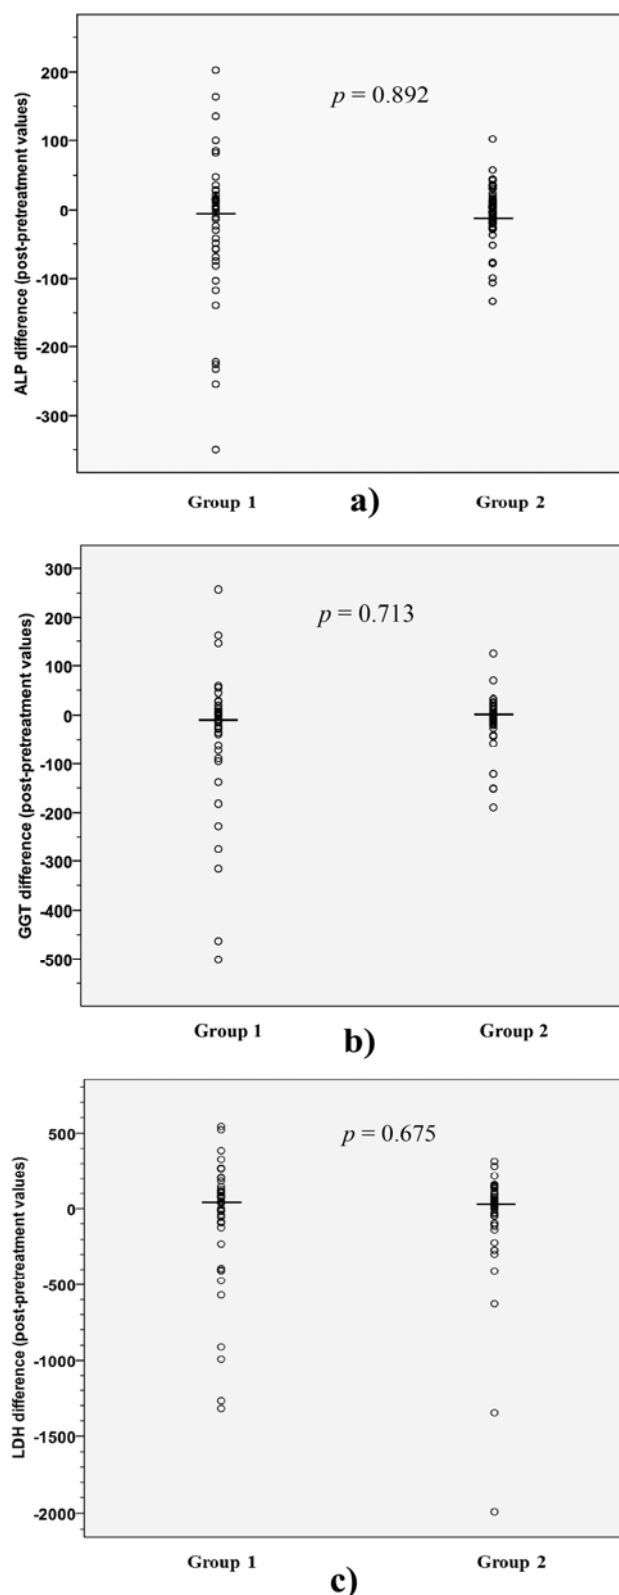 ALP difference (post-pretreatment values)
200
100
0
-100
-200
-300
p = 0.892
Group 1
Group 2
a)
GGT difference (post-pretreatment values)
300
200
100
0
-100
-200
-300
-400
-500
p = 0.713
Group 1
Group 2
b)
LDH difference (post-pretreatment values)
500
0
-500
-1000
-1500
-2000
p = 0.675
Group 1
Group 2
c)